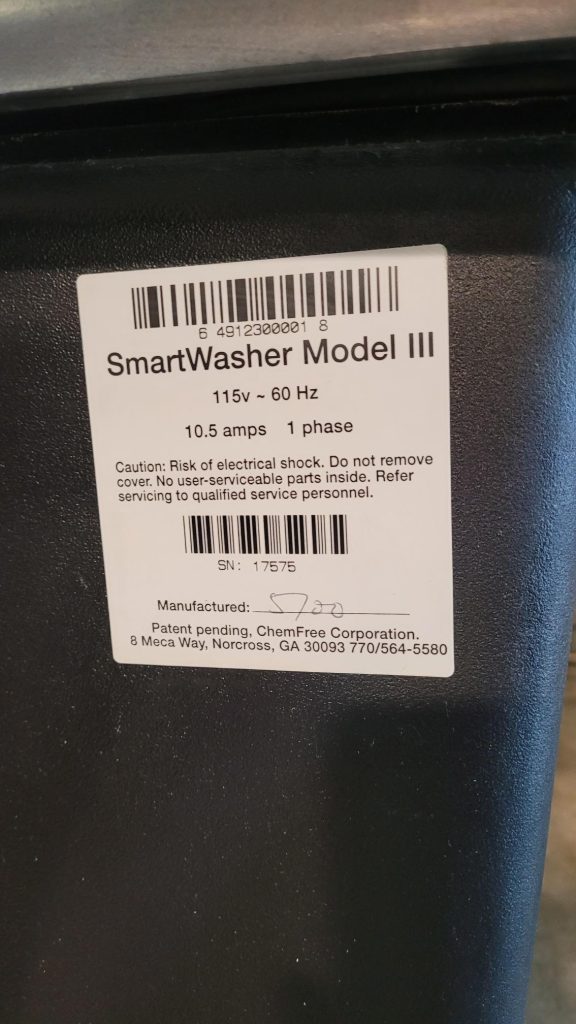 6 4912300001 8
SmartWasher Model III
115v ~ 60 Hz
10.5 amps 1 phase
Caution: Risk of electrical shock. Do not remove
cover. No user-serviceable parts inside. Refer
servicing to qualified service personnel.
SN: 17575
Manufactured: 5/00
Patent pending, ChemFree Corporation.
8 Meca Way, Norcross, GA 30093 770/564-5580